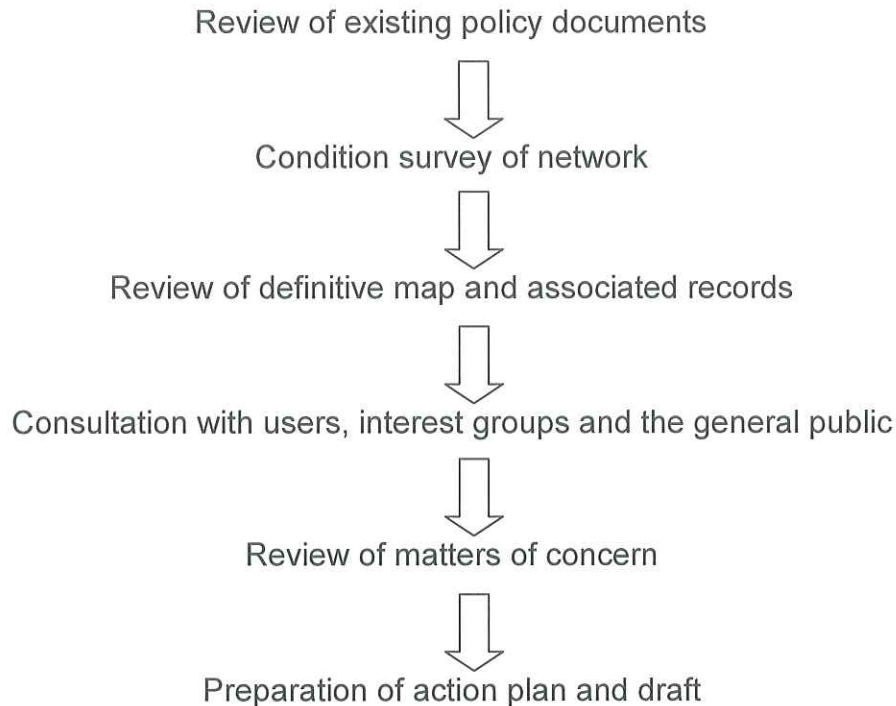 Review of existing policy documents
Condition survey of network
Review of definitive map and associated records
Consultation with users, interest groups and the general public
Review of matters of concern
Preparation of action plan and draft